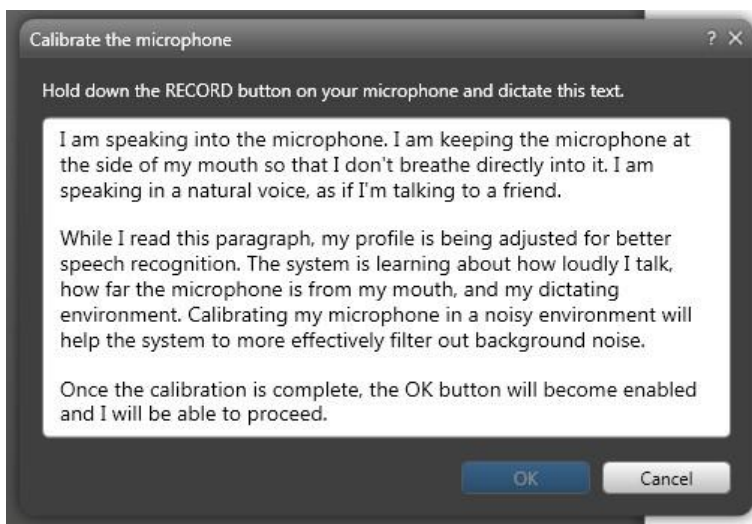 Calibrate the microphone
Hold down the RECORD button on your microphone and dictate this text.
I am speaking into the microphone. I am keeping the microphone at
the side of my mouth so that I don't breathe directly into it. I am
speaking in a natural voice, as if I'm talking to a friend.
While I read this paragraph, my profile is being adjusted for better
speech recognition. The system is learning about how loudly I talk,
how far the microphone is from my mouth, and my dictating
environment. Calibrating my microphone in a noisy environment will
help the system to more effectively filter out background noise.
Once the calibration is complete, the OK button will become enabled
and I will be able to proceed.
OK Cancel